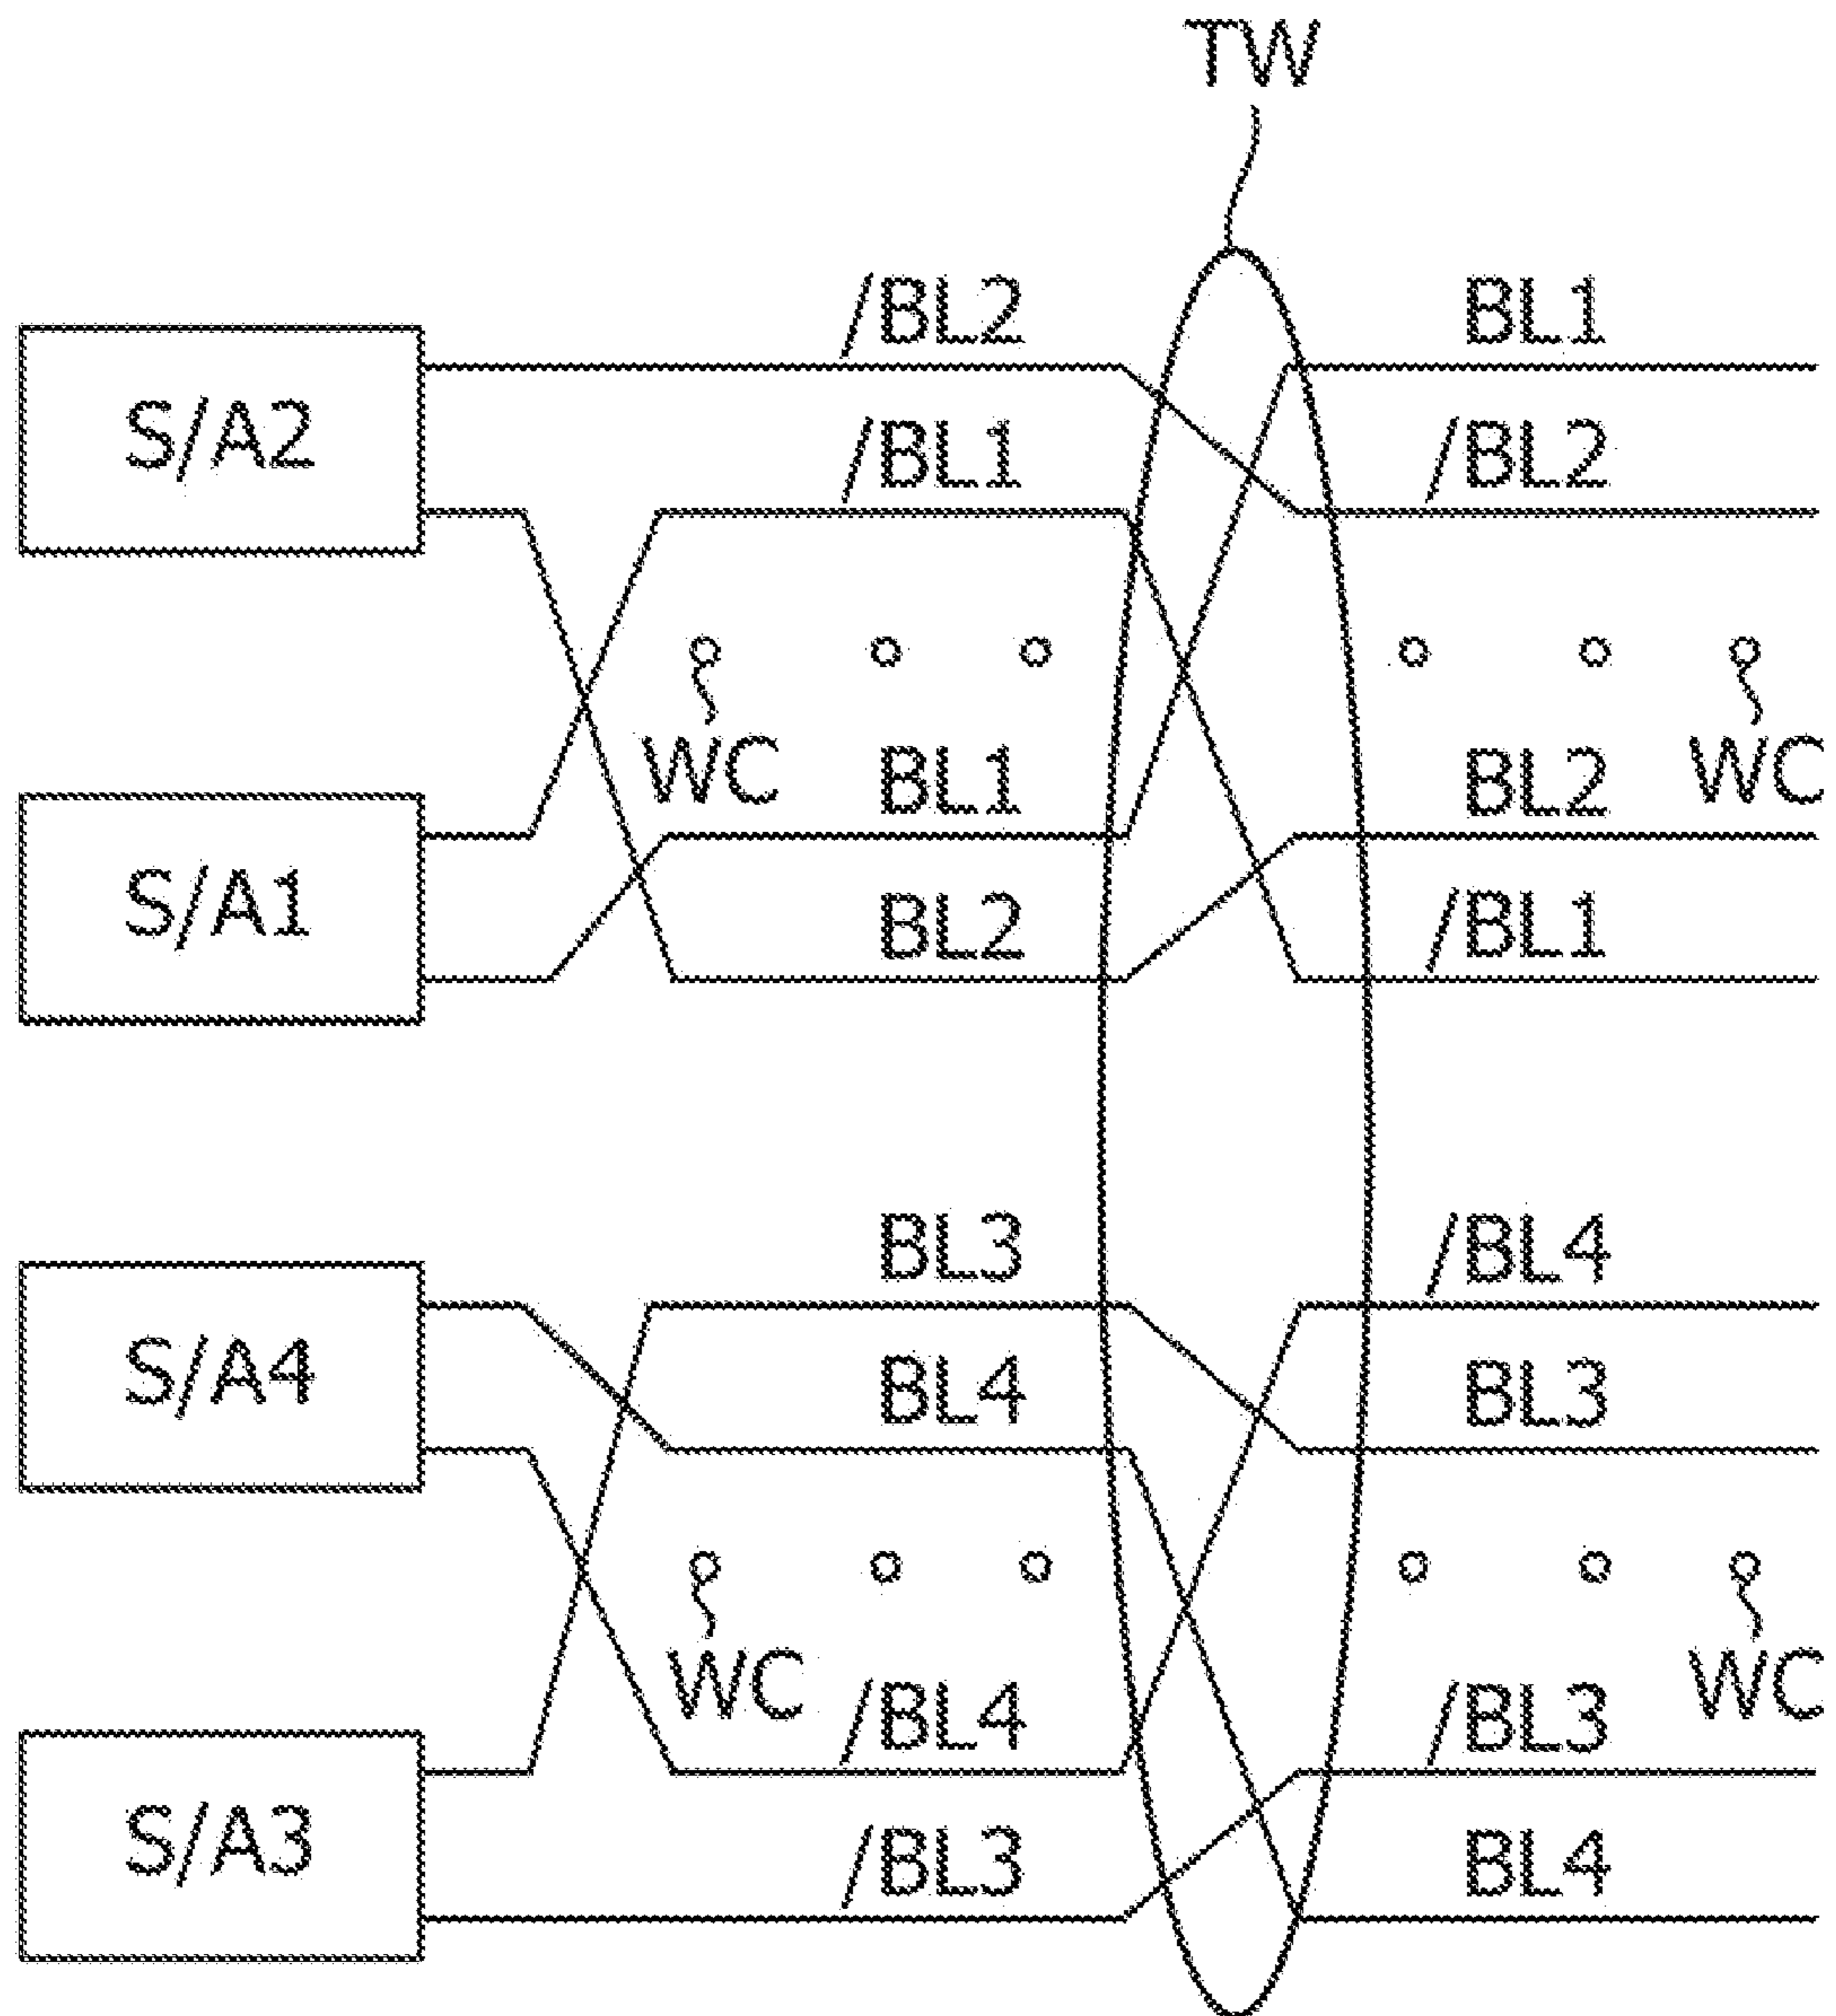 TW
/BL2 BL1
S/A2 /BL1 /BL2
WC BL1 BL2 WC
S/A1 BL2 /BL1
BL3 /BL4
S/A4 BL4 BL3
WC /BL4 /BL3 WC
S/A3 /BL3 BL4